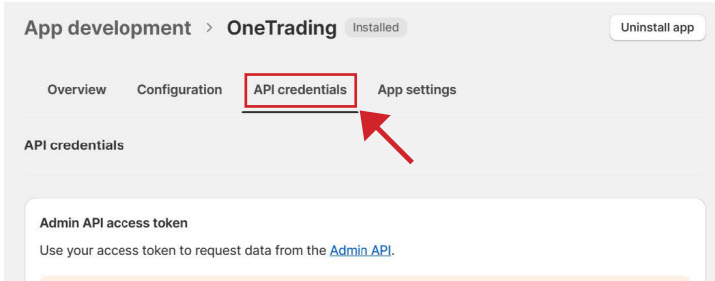 App development > OneTrading Installed Uninstall app
Overview Configuration API credentials App settings
API credentials
Admin API access token
Use your access token to request data from the Admin API.